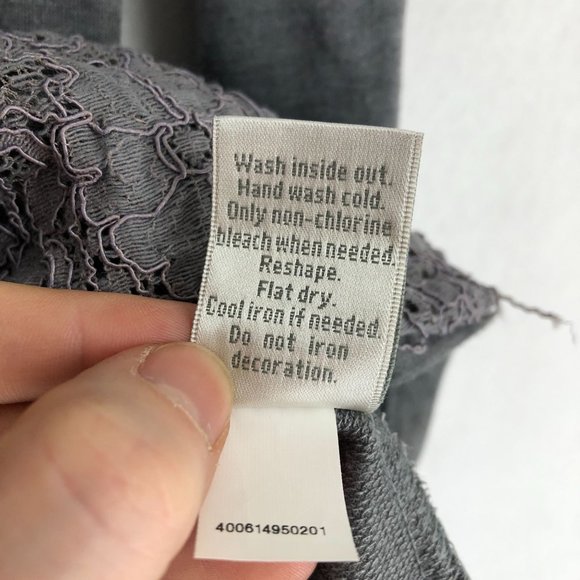 Wash inside out.
Hand wash cold.
Only non-chlorine
bleach when needed.
Reshape.
Flat dry.
Cool iron if needed.
Do not iron
decoration.
400614950201